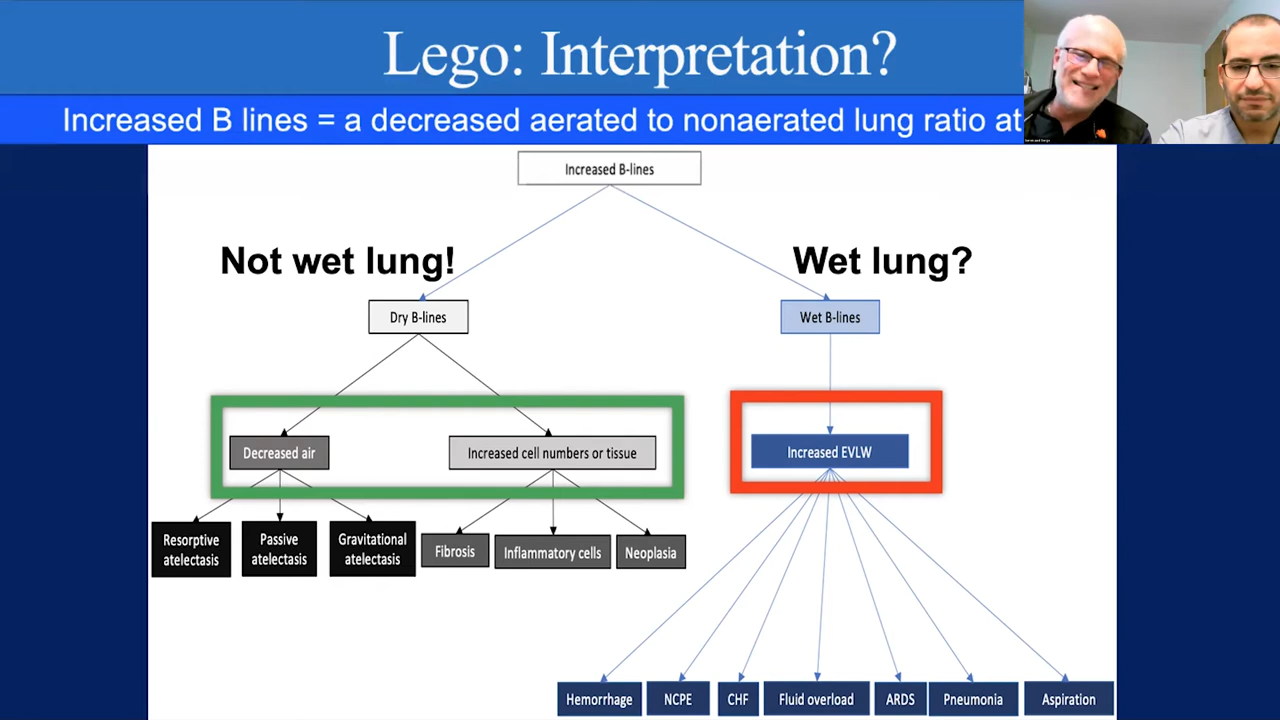 Lego: Interpretation?
Increased B lines = a decreased aerated to nonaerated lung ratio at
Increased B-lines
Not wet lung!
Wet lung?
Dry B-lines
Wet B-lines
Decreased air
Increased cell numbers or tissue
Increased EVLW
Resorptive
atelectasis
Passive
atelectasis
Gravitational
atelectasis
Fibrosis
Inflammatory cells
Neoplasia
Hemorrhage
NCPE
CHF
Fluid overload
ARDS
Pneumonia
Aspiration